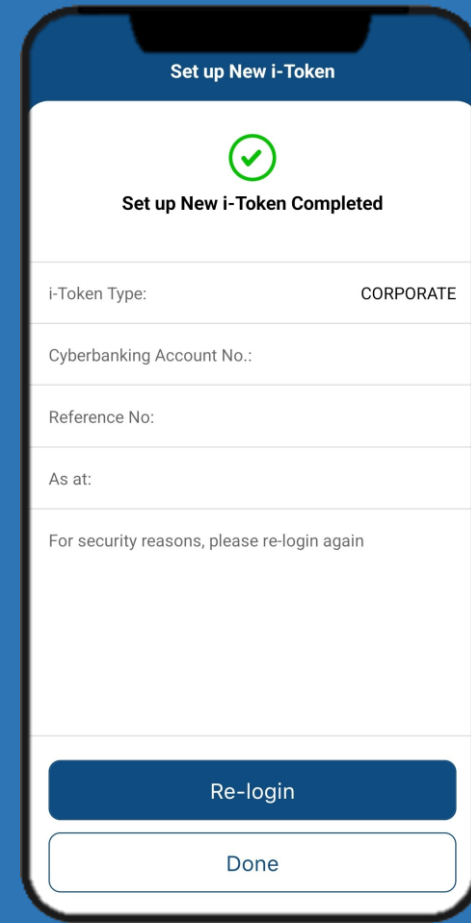 Set up New i-Token
Set up New i-Token Completed
i-Token Type: CORPORATE
Cyberbanking Account No.:
Reference No:
As at:
For security reasons, please re-login again
Re-login
Done